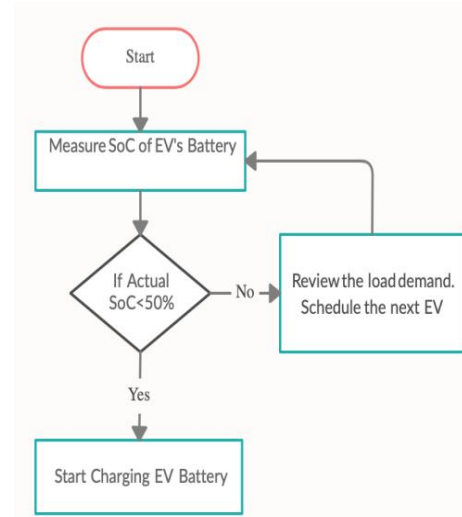 Start
Measure SoC of EV's Battery
If Actual
SoC<50%
No
Review the load demand.
Schedule the next EV
Yes
Start Charging EV Battery